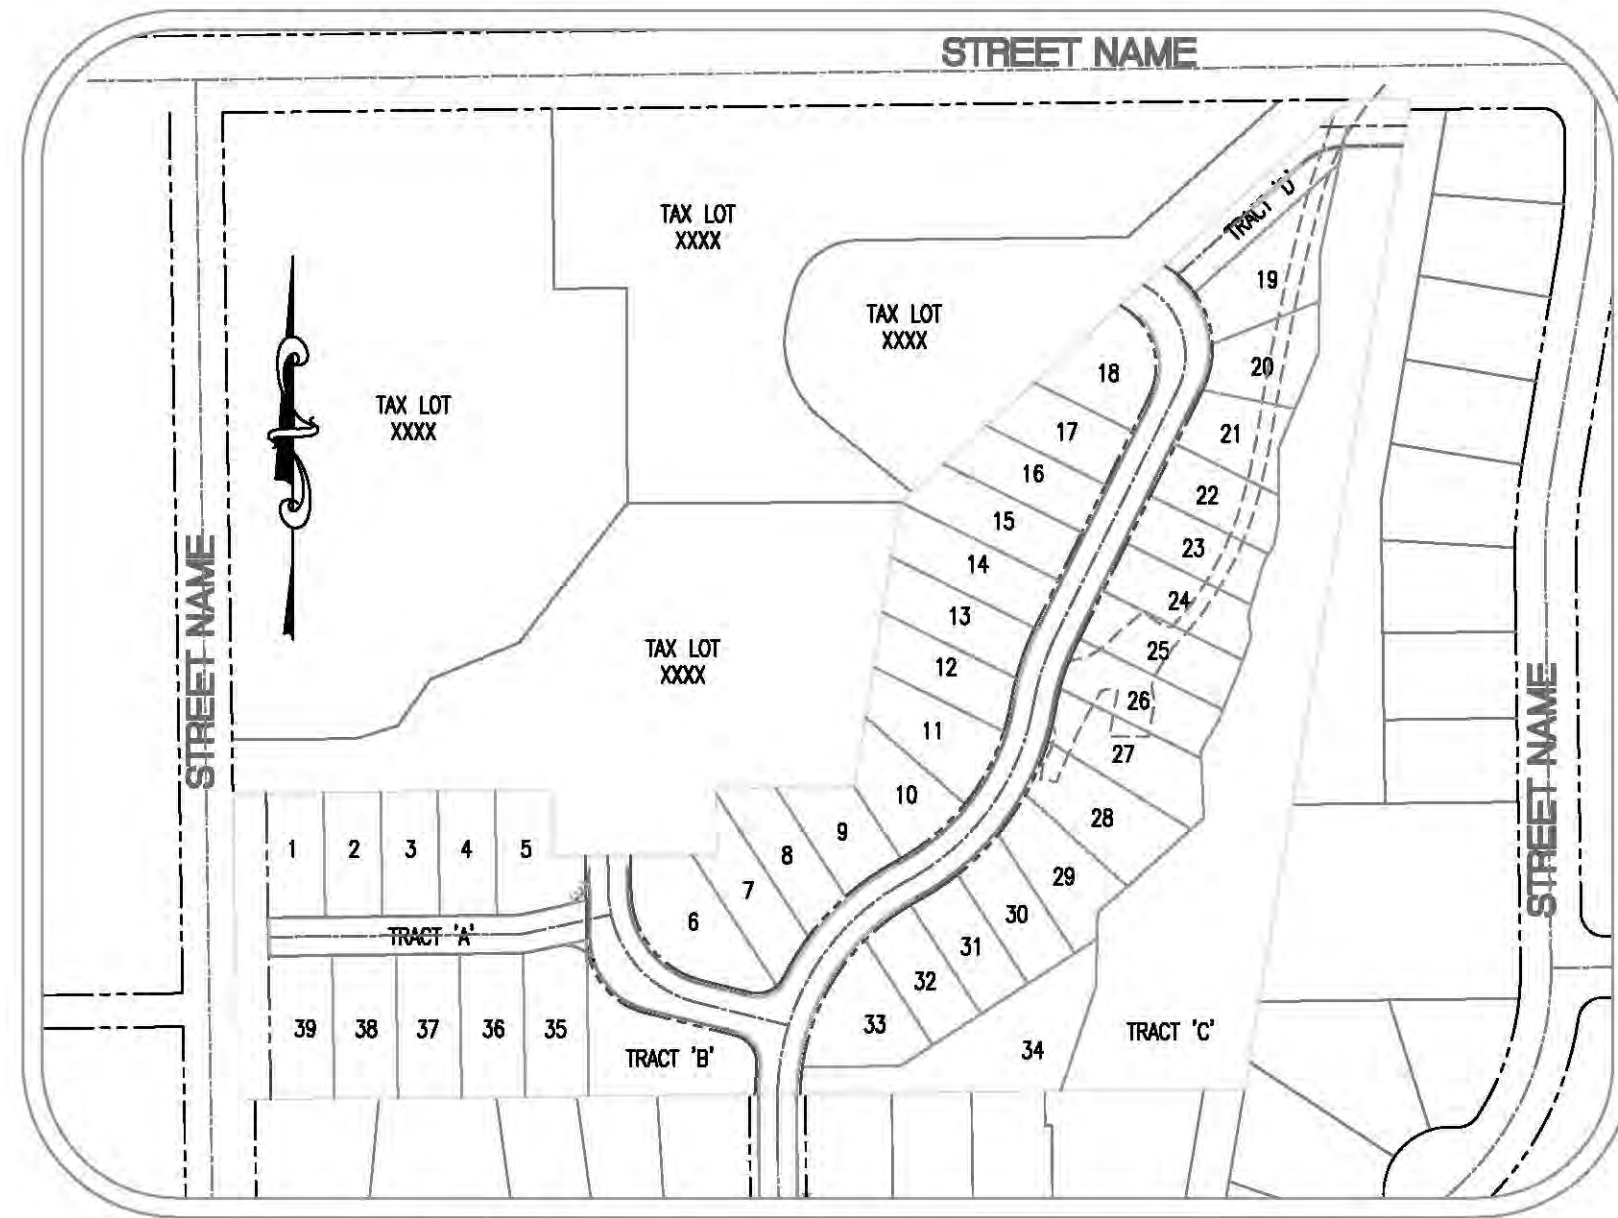 STREET NAME
TAX LOT
XXXX
TRACT 'D'
19
TAX LOT
XXXX
20
18
TAX LOT
XXXX
21
17
16
22
15
23
14
24
STREET NAME
13
25
TAX LOT
XXXX
12
26
11
27
10
28
STREET NAME
9
1
2
3
4
5
8
29
7
30
6
TRACT 'A'
31
32
33
39
38
37
36
35
34
TRACT 'C'
TRACT 'B'